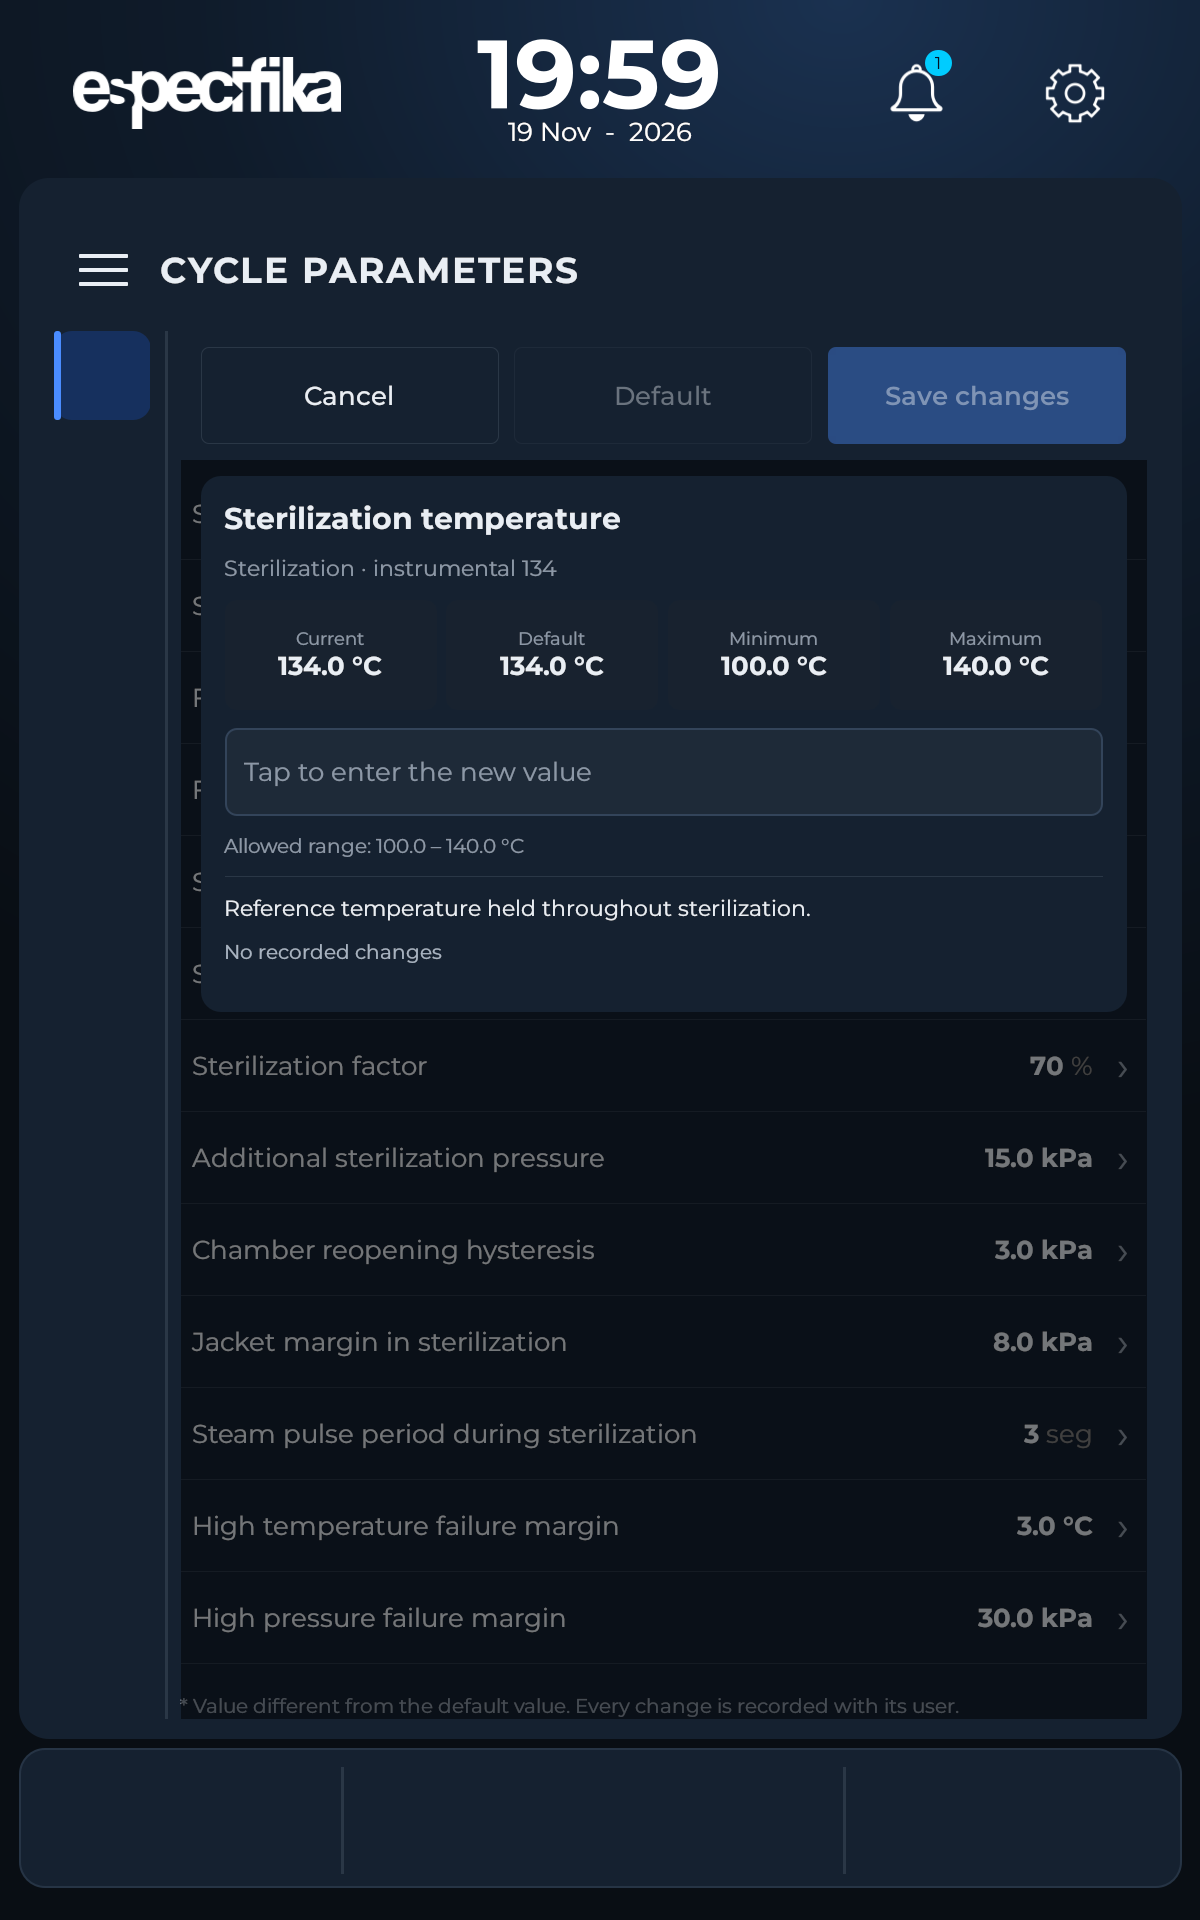 especifika
19:59
19 Nov - 2026
1
CYCLE PARAMETERS
Cancel
Default
Save changes
Sterilization temperature
Sterilization · instrumental 134
Current
134.0 °C
Default
134.0 °C
Minimum
100.0 °C
Maximum
140.0 °C
Tap to enter the new value
Allowed range: 100.0 – 140.0 °C
Reference temperature held throughout sterilization.
No recorded changes
Sterilization factor 70 % ›
Additional sterilization pressure 15.0 kPa ›
Chamber reopening hysteresis 3.0 kPa ›
Jacket margin in sterilization 8.0 kPa ›
Steam pulse period during sterilization 3 seg ›
High temperature failure margin 3.0 °C ›
High pressure failure margin 30.0 kPa ›
* Value different from the default value. Every change is recorded with its user.